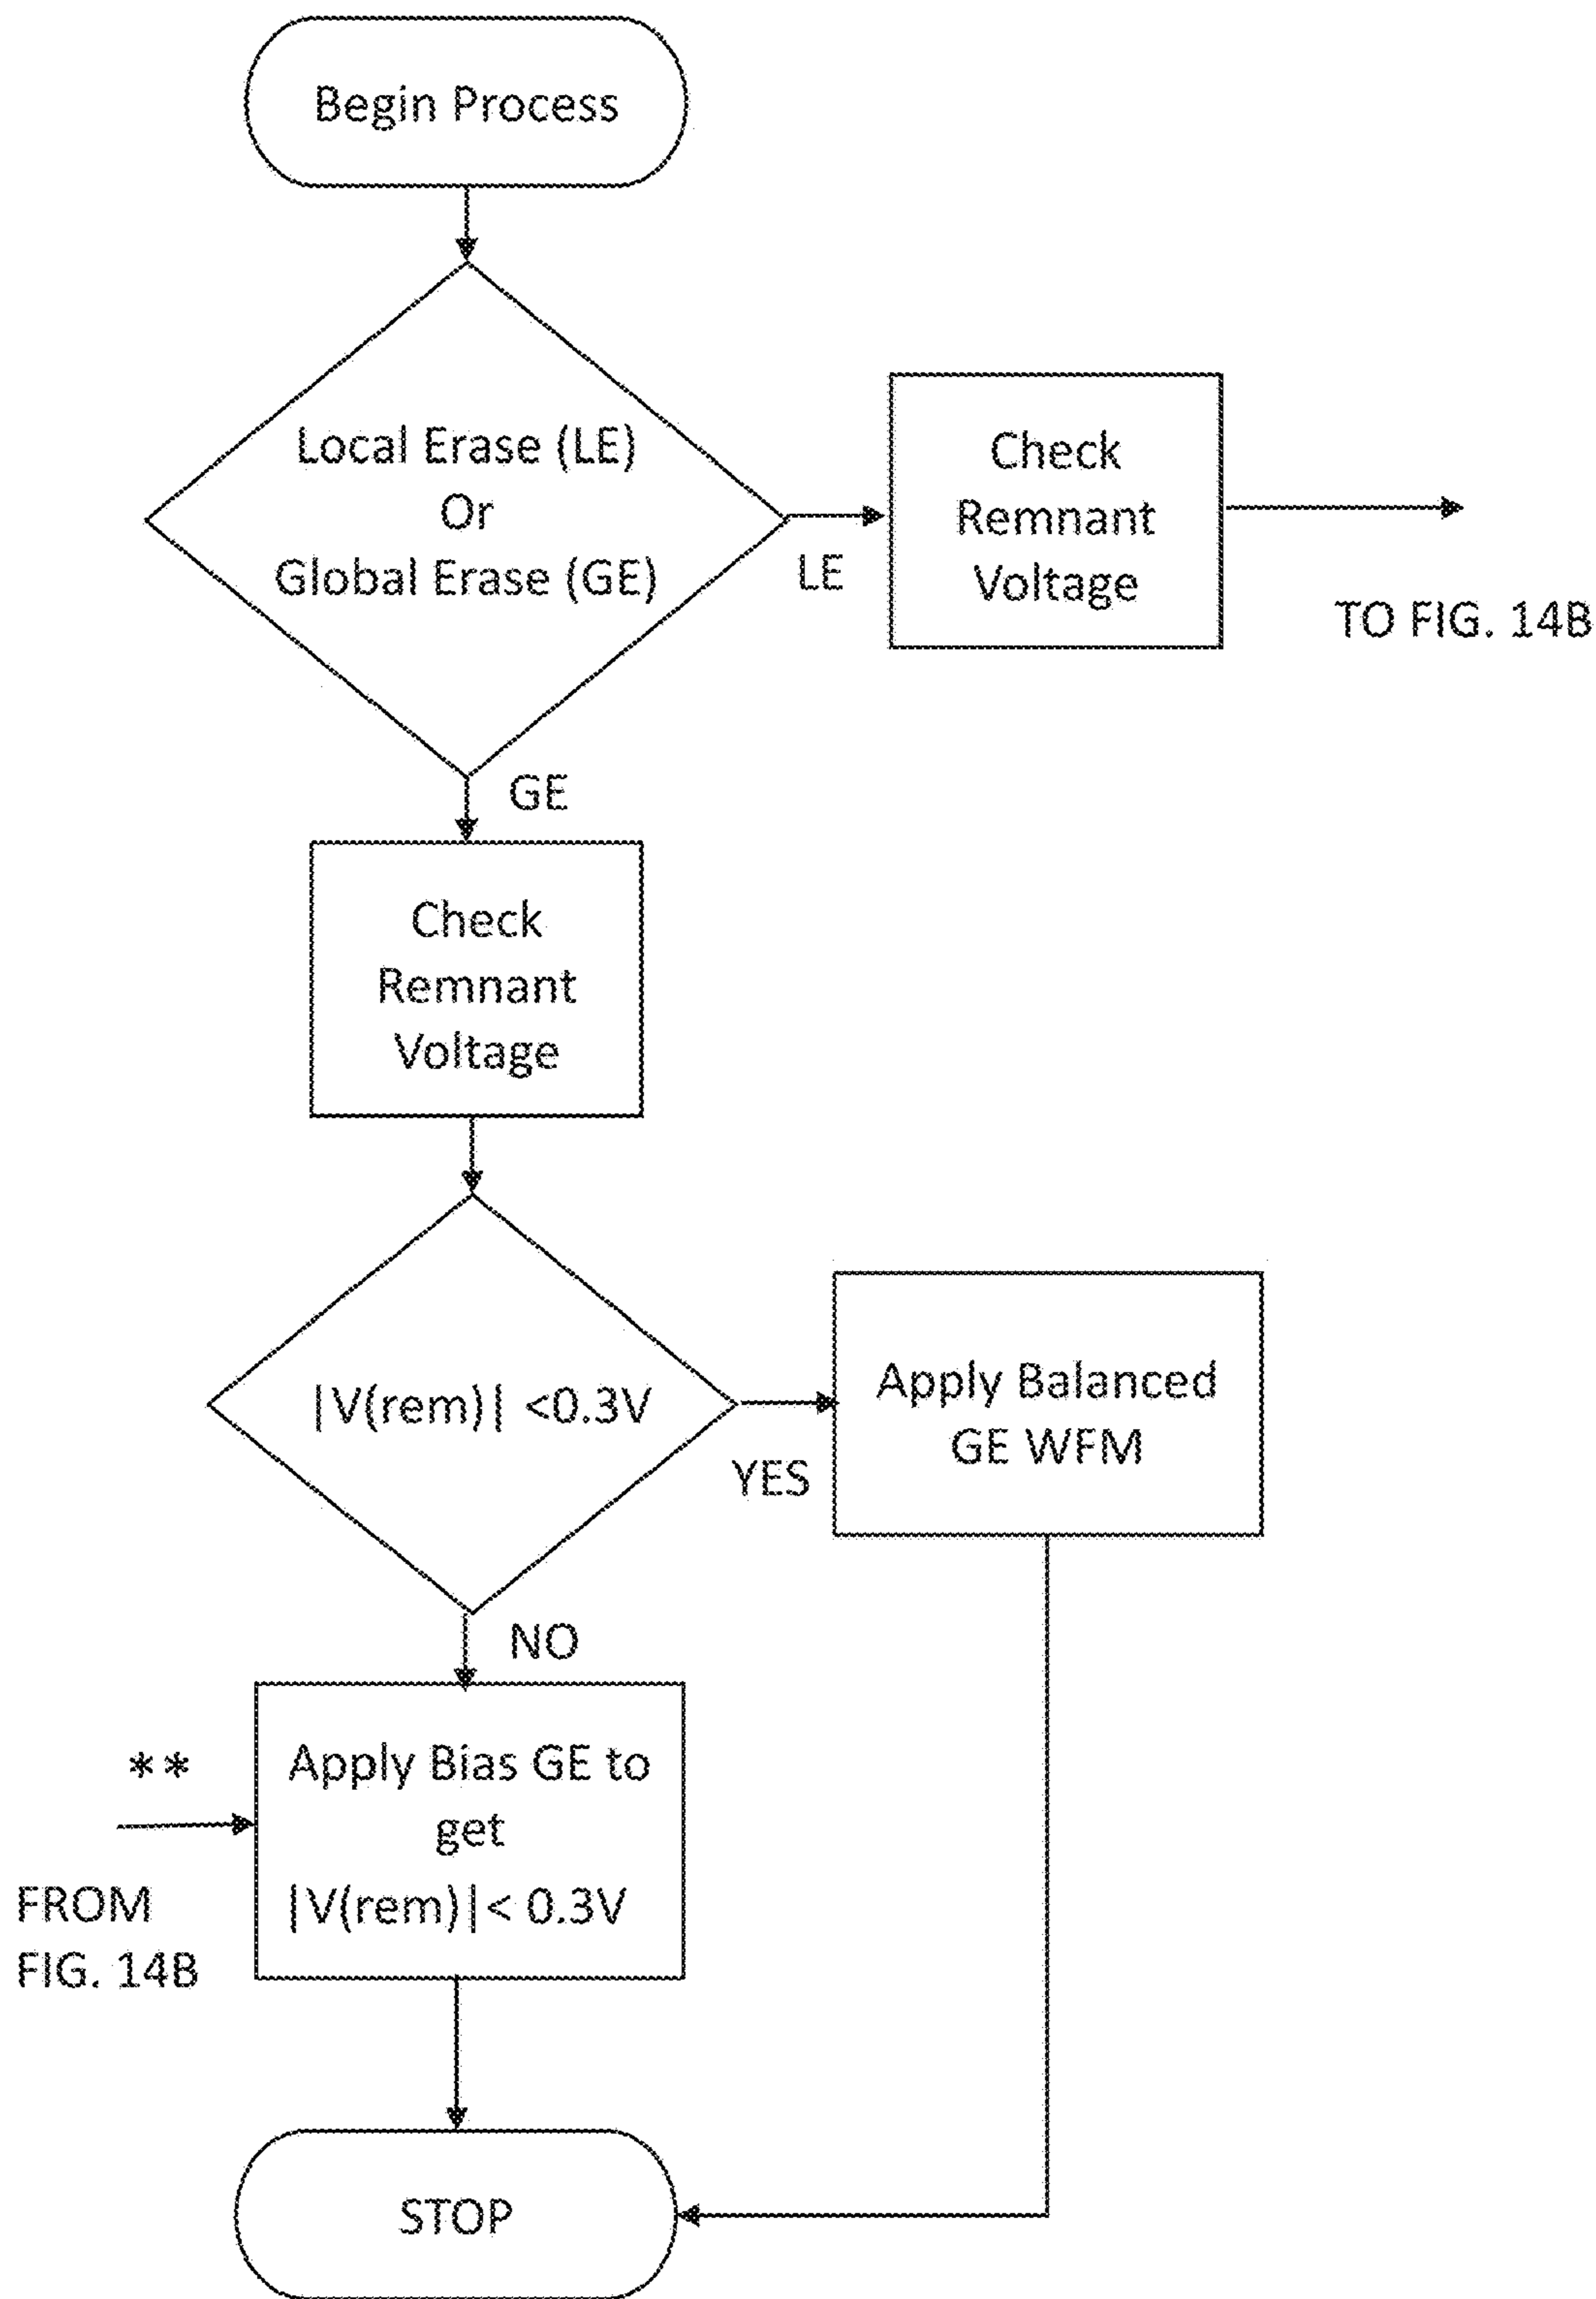 Begin Process
Local Erase (LE)
Or
Global Erase (GE)
LE
Check
Remnant
Voltage
TO FIG. 14B
GE
Check
Remnant
Voltage
|V(rem)| <0.3V
YES
Apply Balanced
GE WFM
NO
**
FROM
FIG. 14B
Apply Bias GE to
get
|V(rem)|< 0.3V
STOP